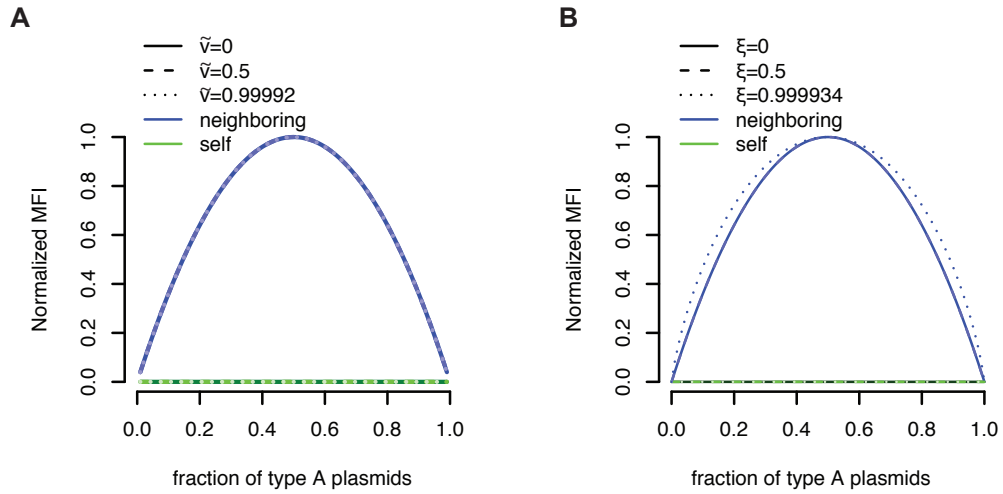 A
ṽ=0
ṽ=0.5
ṽ=0.99992
neighboring
self
Normalized MFI
1.0
0.8
0.6
0.4
0.2
0.0
0.0 0.2 0.4 0.6 0.8 1.0
fraction of type A plasmids
B
ξ=0
ξ=0.5
ξ=0.999934
neighboring
self
Normalized MFI
1.0
0.8
0.6
0.4
0.2
0.0
0.0 0.2 0.4 0.6 0.8 1.0
fraction of type A plasmids